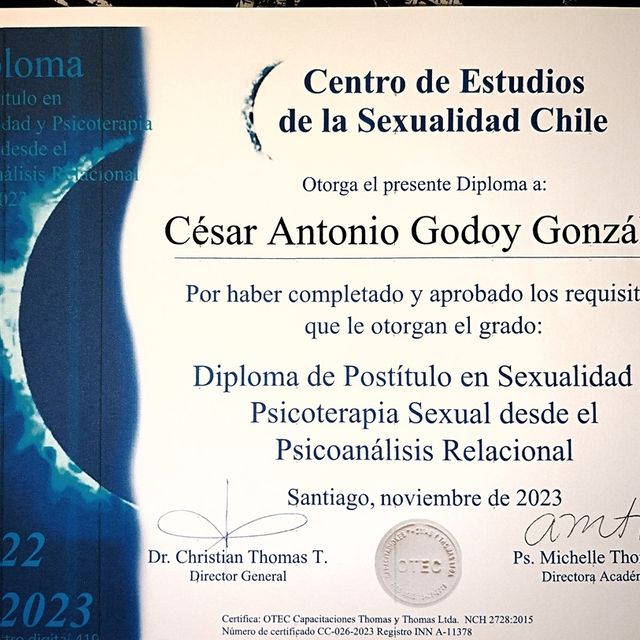 ploma
título en
dad y Psicoterapia
desde el
nálisis Relacional
Centro de Estudios
de la Sexualidad Chile
Otorga el presente Diploma a:
César Antonio Godoy Gonzá
Por haber completado y aprobado los requisit
que le otorgan el grado:
Diploma de Postítulo en Sexualidad
Psicoterapia Sexual desde el
Psicoanálisis Relacional
Santiago, noviembre de 2023
Dr. Christian Thomas T.
Director General
OTEC
Ps. Michelle Tho
Directora Acadé
22
2023
Certifica: OTEC Capacitaciones Thomas y Thomas Ltda. NCH 2728:2015
Número de certificado CC-026-2023 Registro INN A-11378